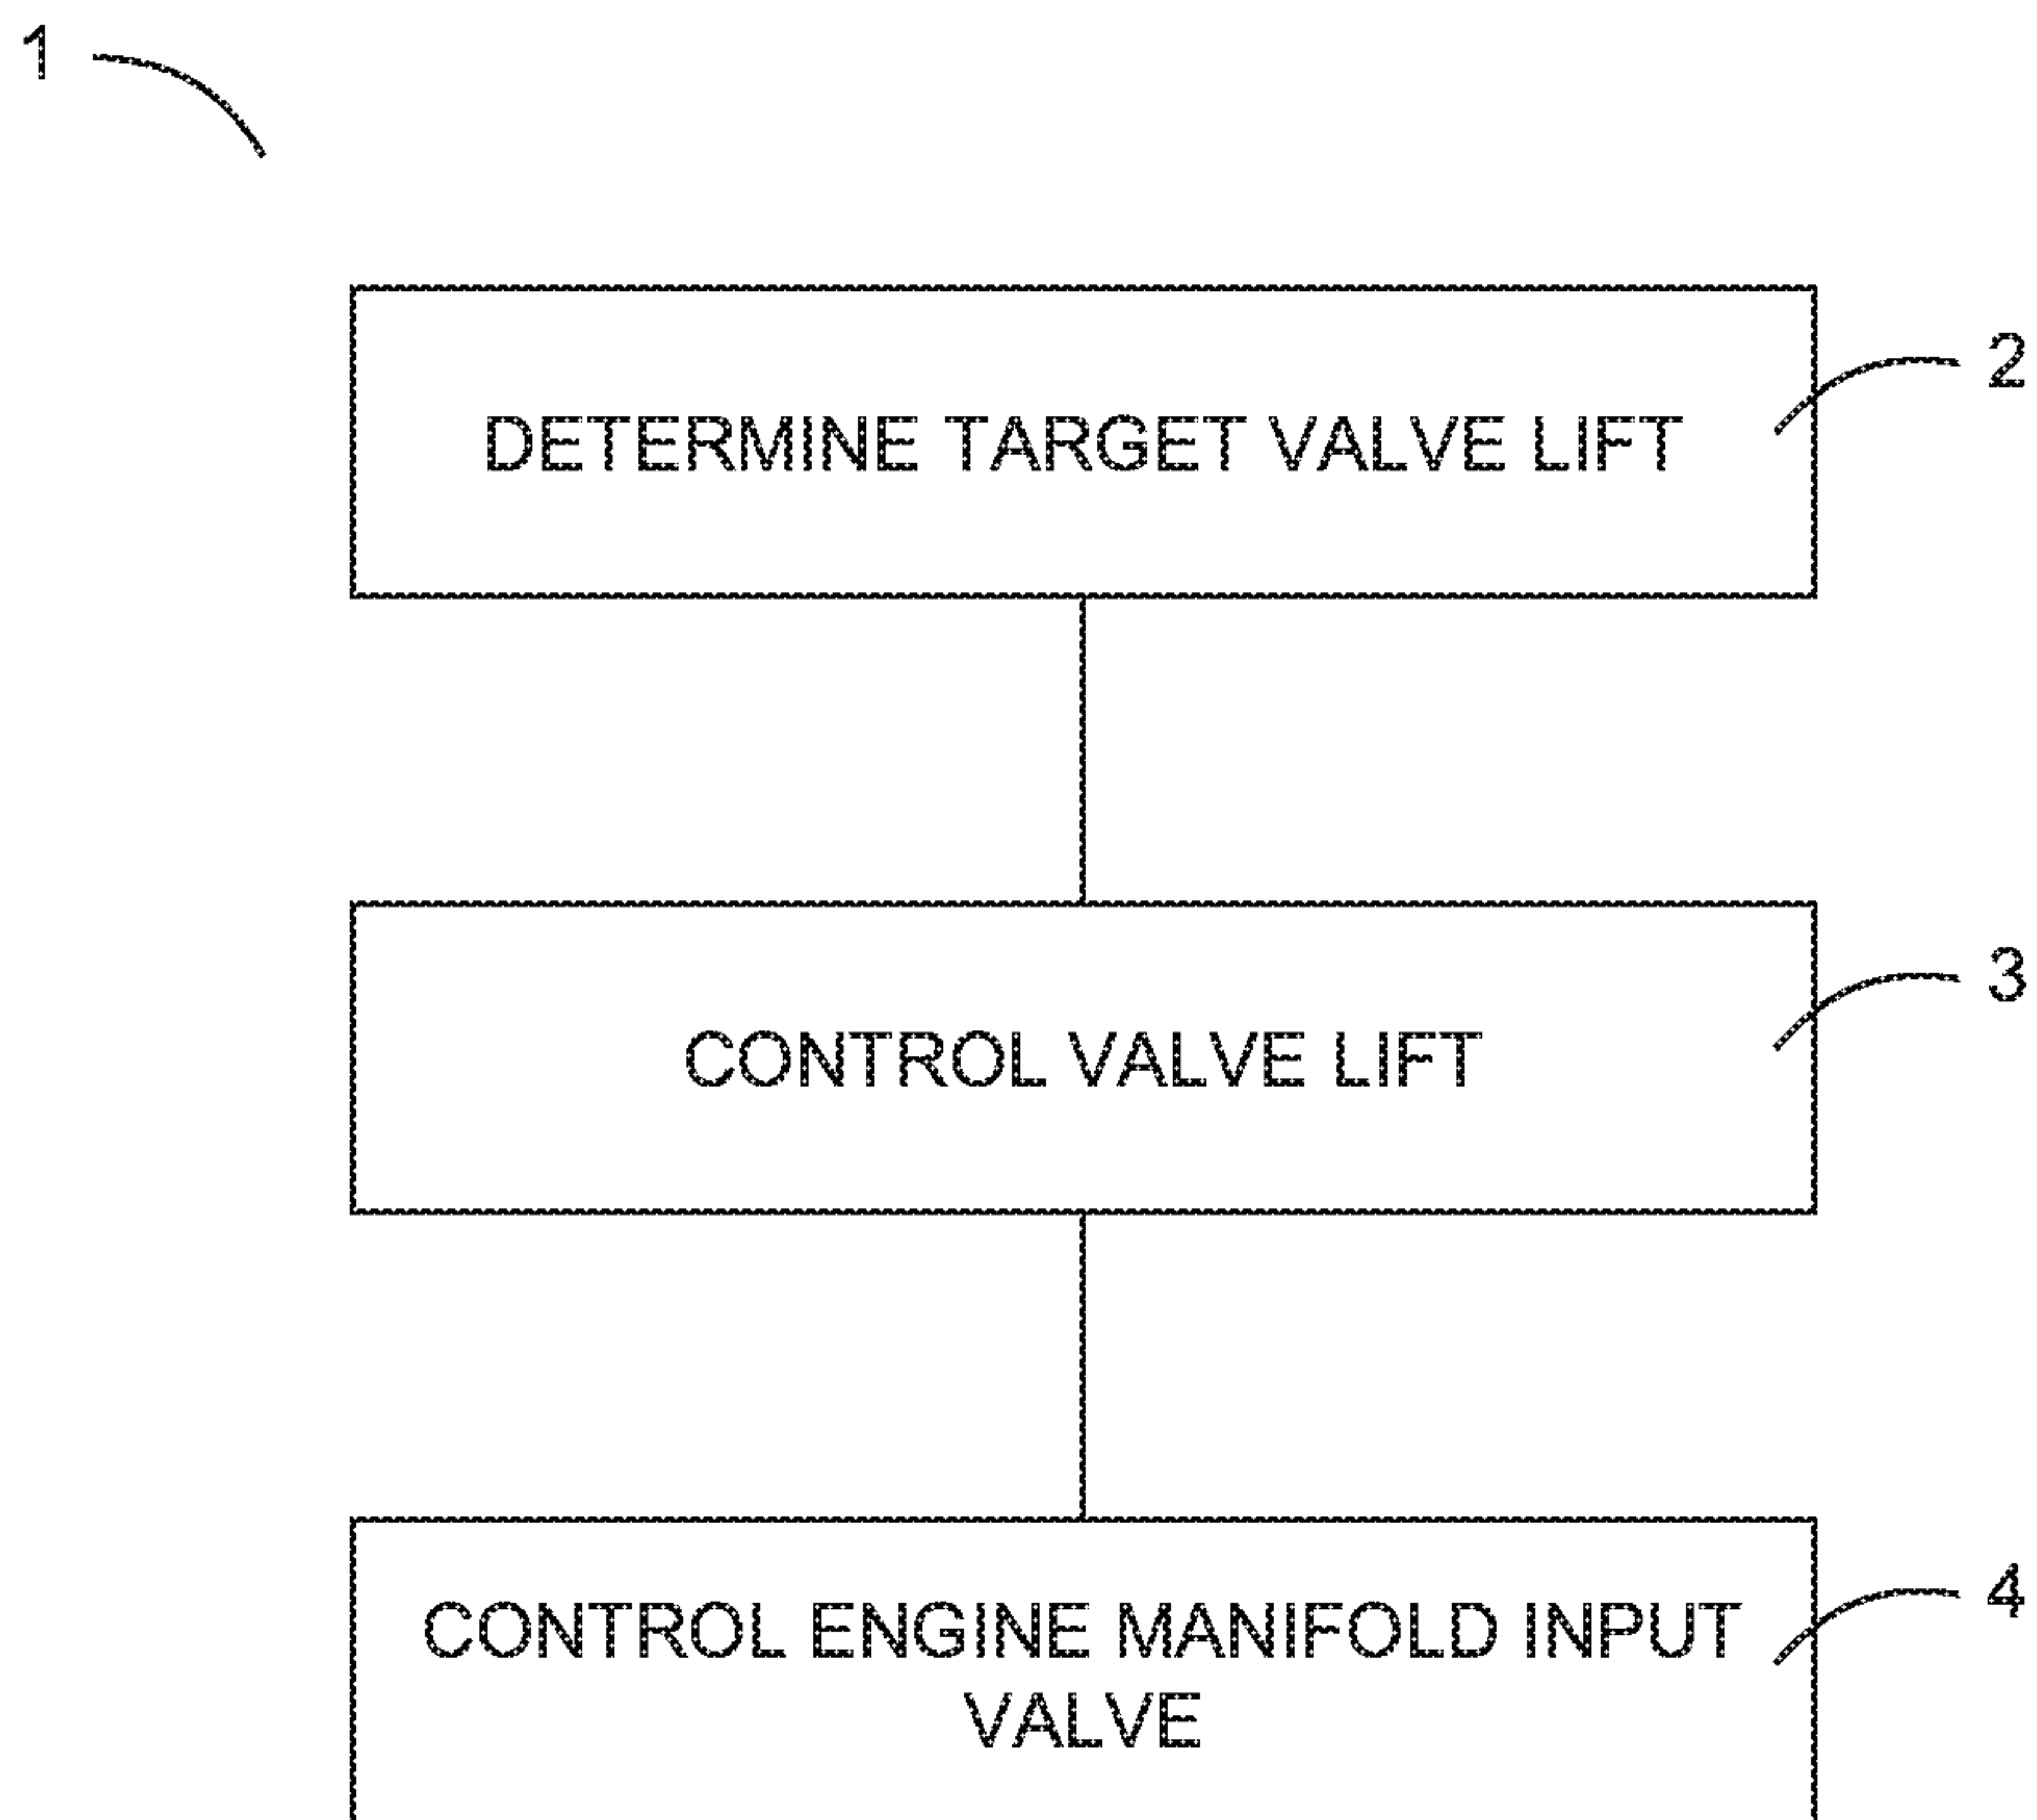 1
2
DETERMINE TARGET VALVE LIFT
3
CONTROL VALVE LIFT
4
CONTROL ENGINE MANIFOLD INPUT
VALVE